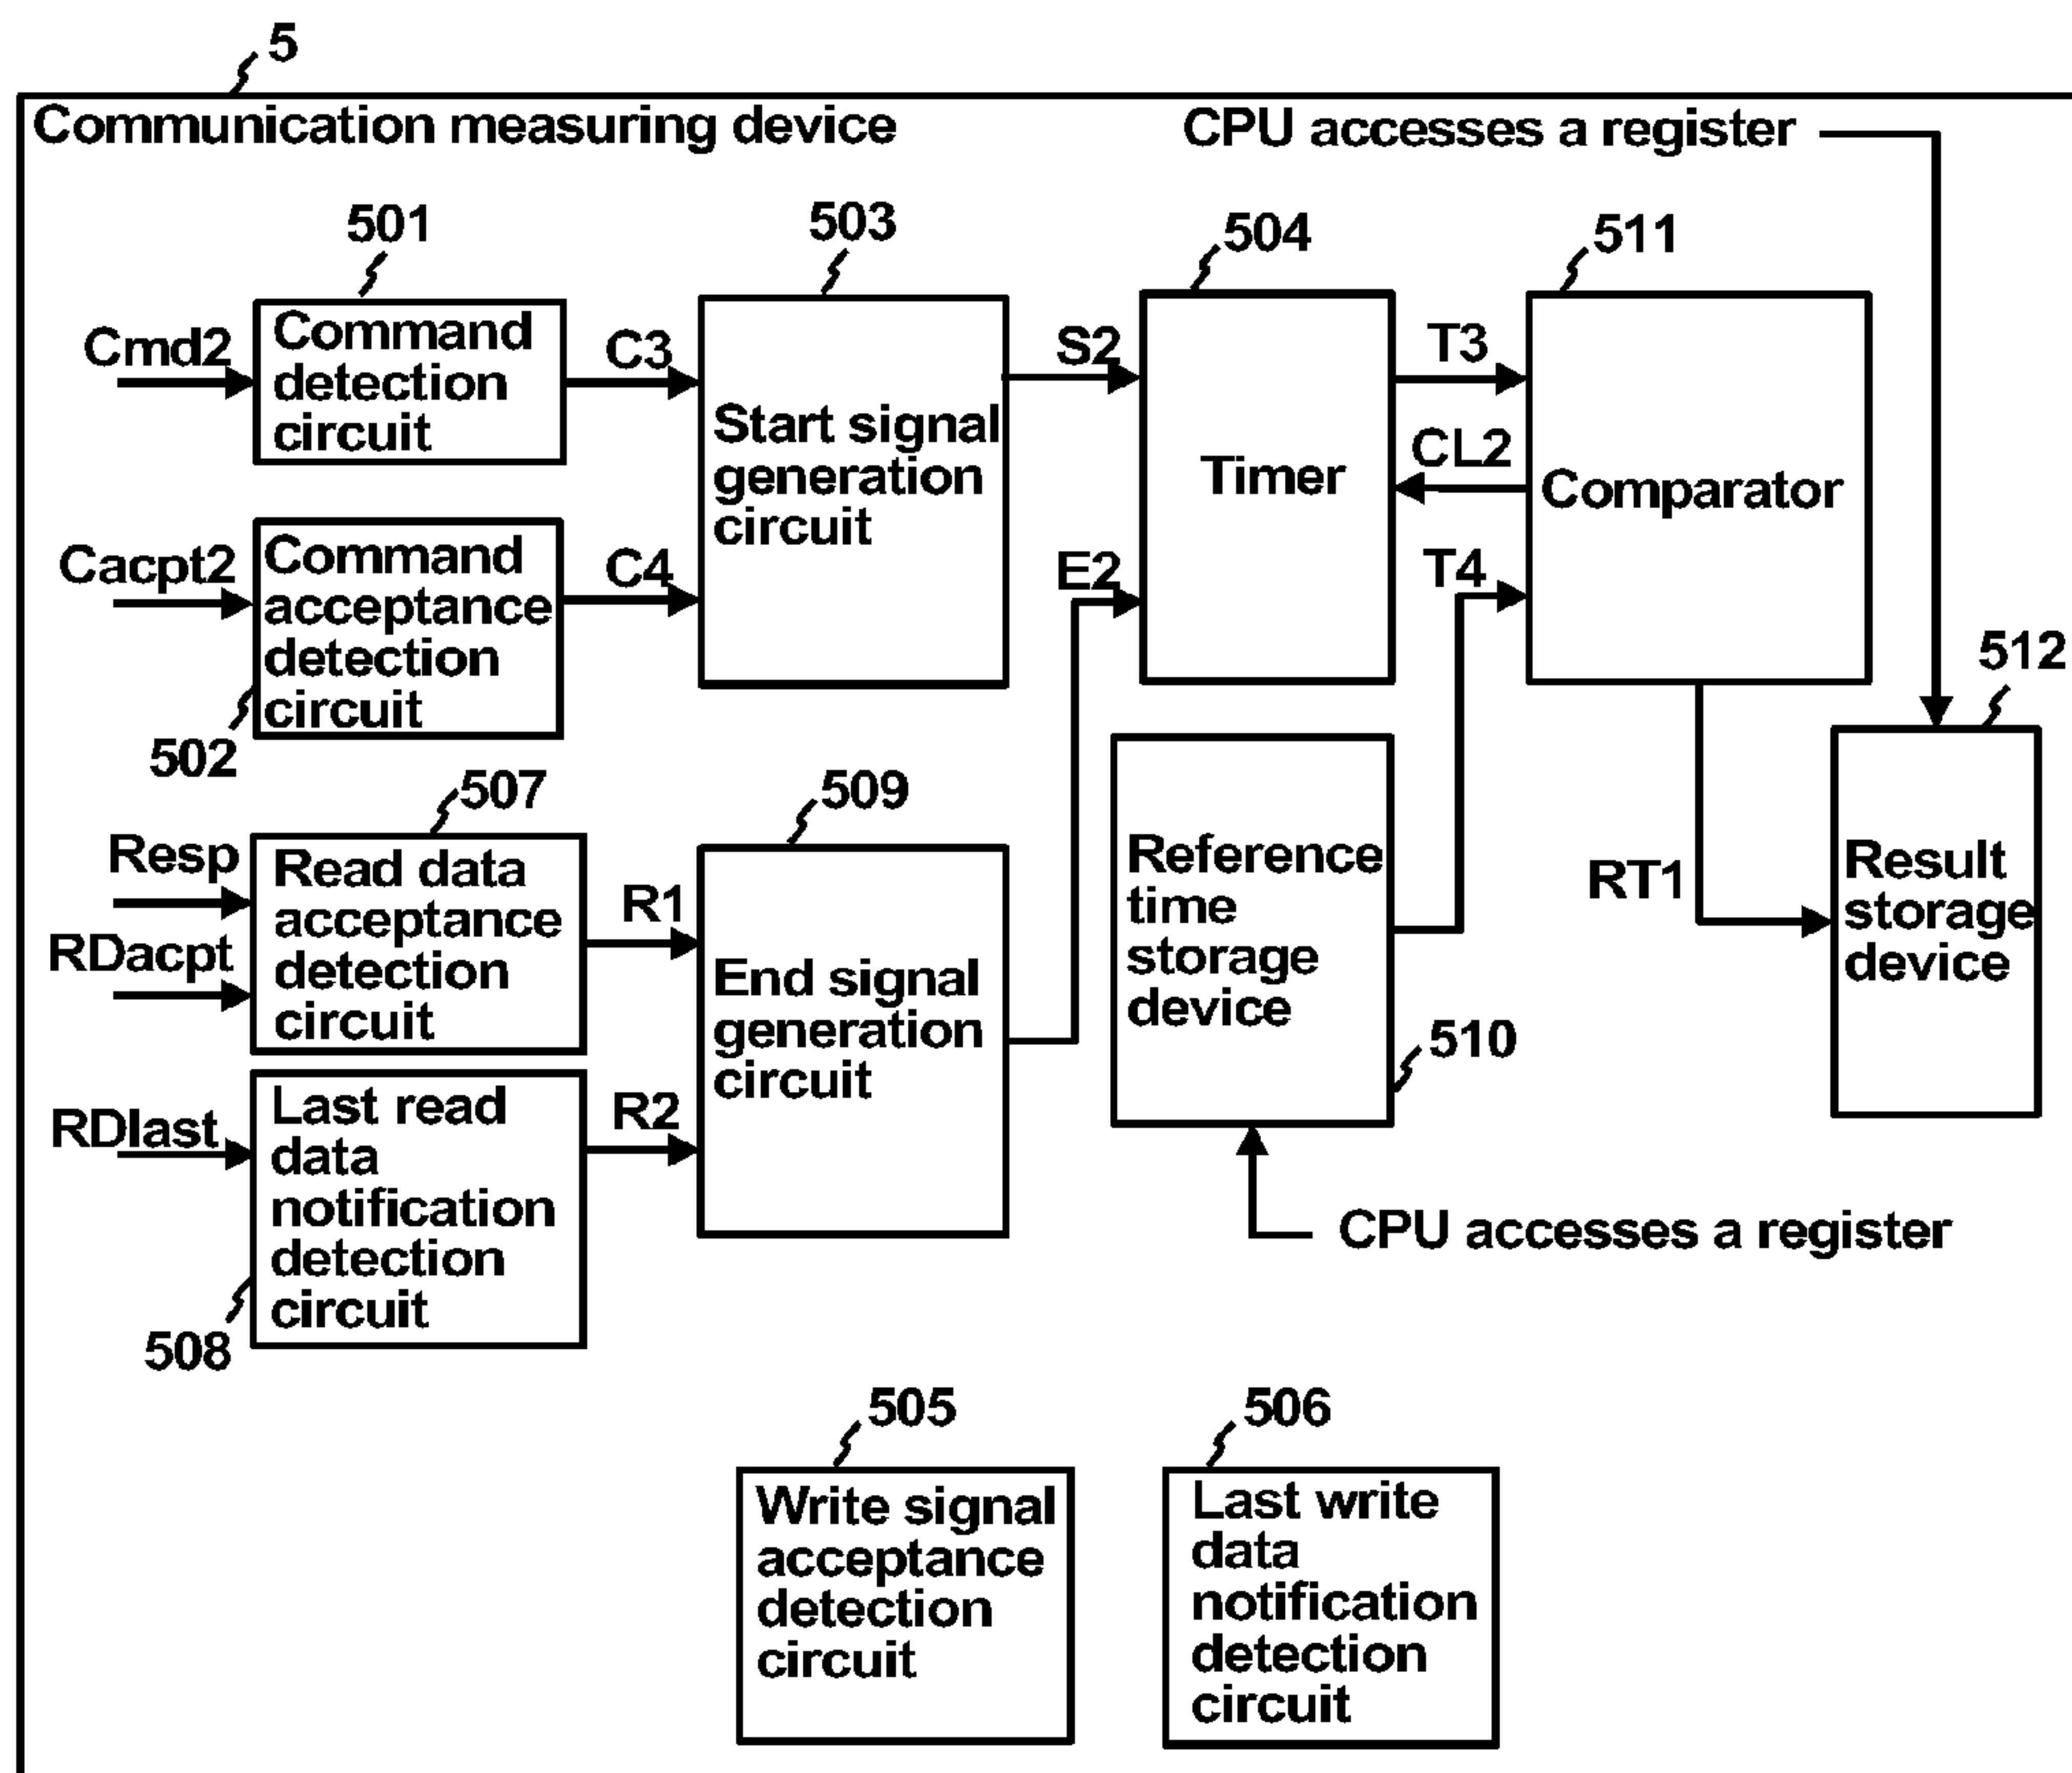 5
Communication measuring device
CPU accesses a register
501
503
504
511
Cmd2
Command
detection
circuit
C3
Start signal
generation
circuit
S2
Timer
T3
CL2
Comparator
Cacpt2
Command
acceptance
detection
circuit
C4
E2
T4
502
512
507
509
Resp
RDacpt
Read data
acceptance
detection
circuit
R1
End signal
generation
circuit
Reference
time
storage
device
RT1
Result
storage
device
510
RDlast
Last read
data
notification
detection
circuit
R2
CPU accesses a register
508
505
506
Write signal
acceptance
detection
circuit
Last write
data
notification
detection
circuit